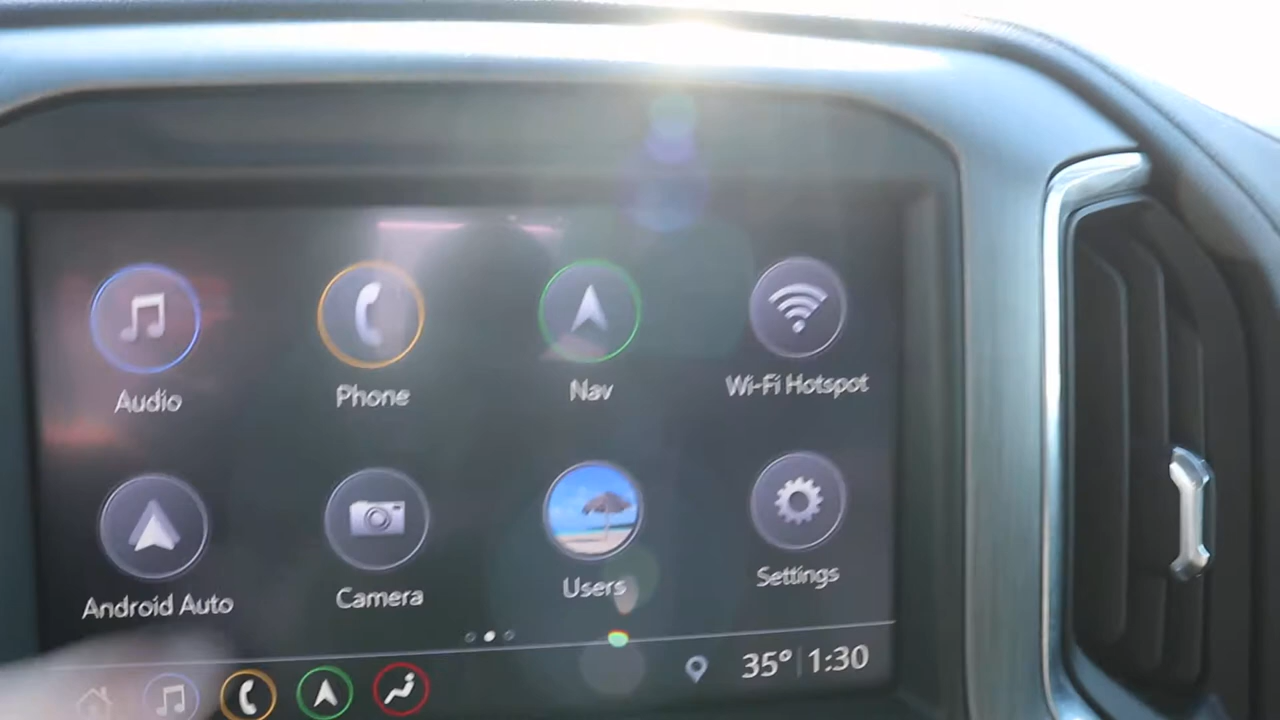 Audio Phone Nav Wi-Fi Hotspot
Android Auto Camera Users Settings
35° 1:30